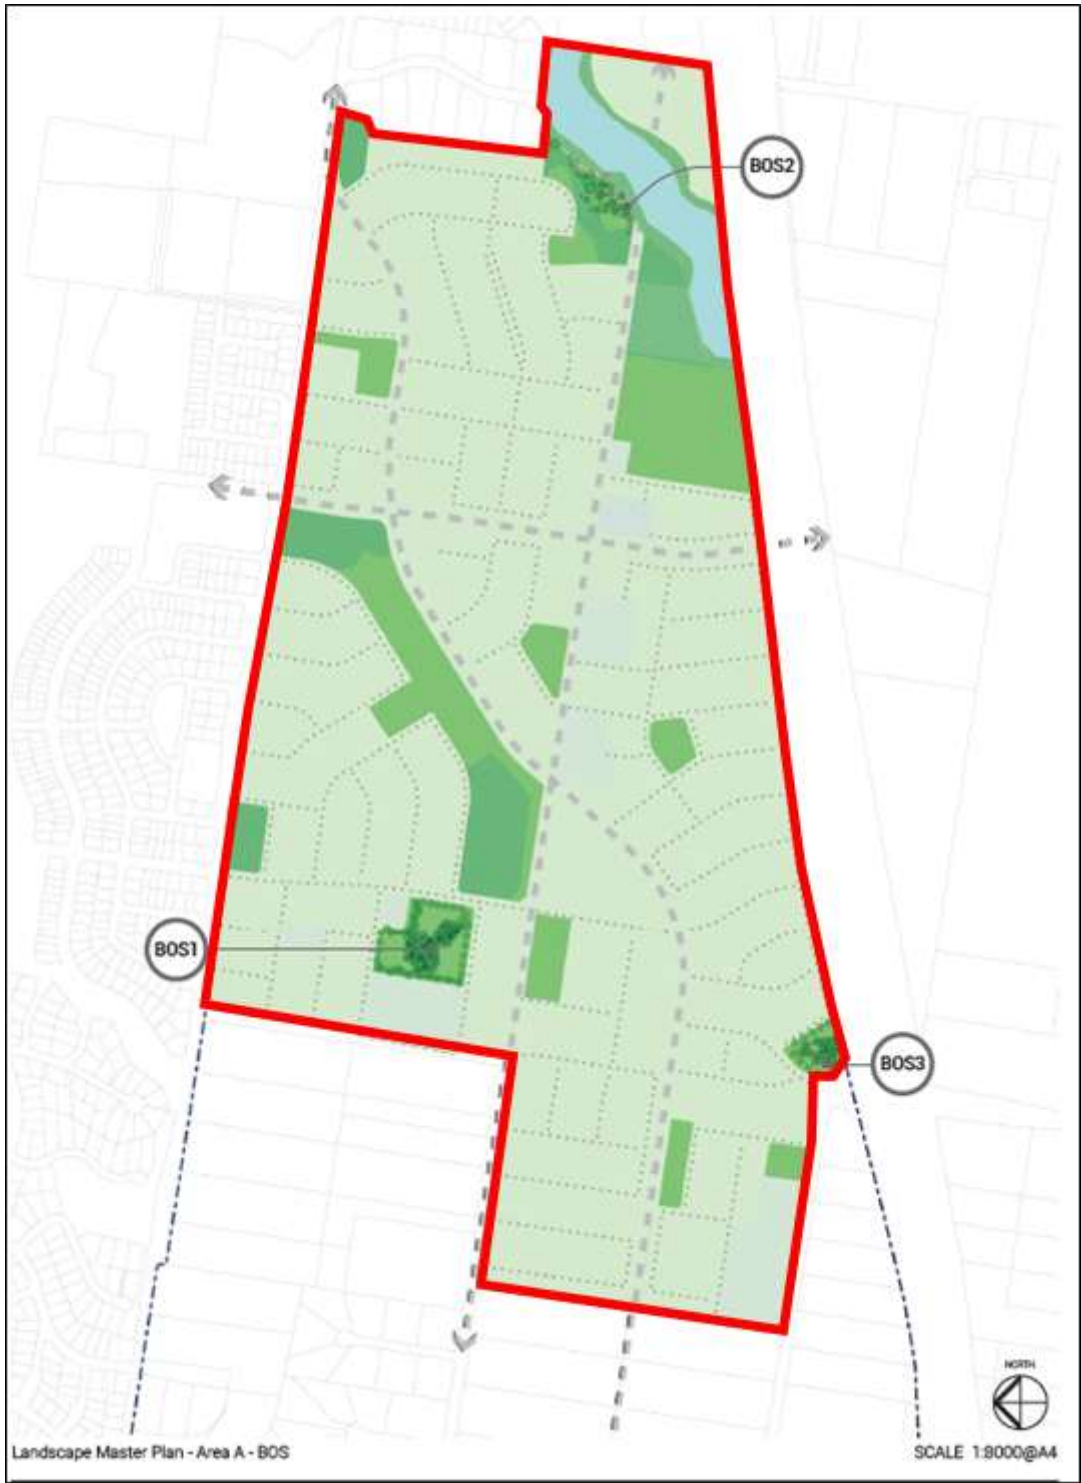 BOS2
BOS1
BOS3
NORTH
Landscape Master Plan - Area A - BOS
SCALE 1:8000@A4